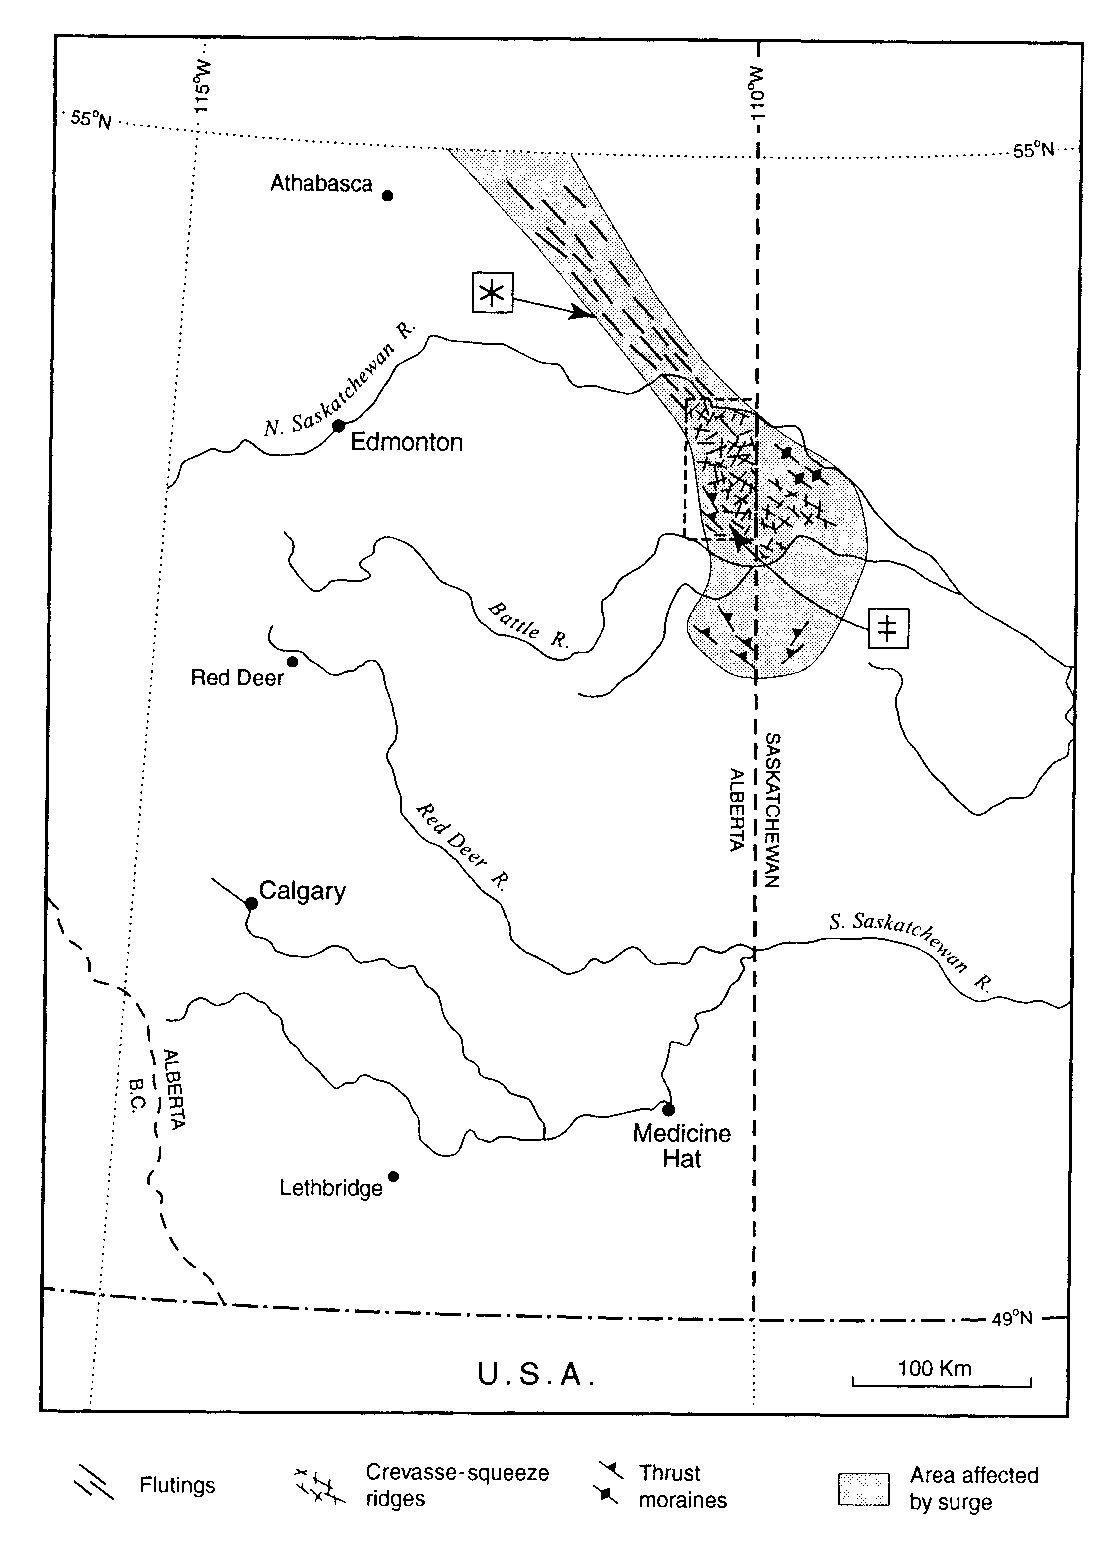 115°W
110°W
55°N
55°N
Athabasca
*
N. Saskatchewan R.
Edmonton
Battle R.
ǂ
Red Deer
SASKATCHEWAN
ALBERTA
Red Deer R.
Calgary
S. Saskatchewan R.
ALBERTA
B.C.
Medicine
Hat
Lethbridge
49°N
U.S.A.
100 Km
Flutings
Crevasse-squeeze
ridges
Thrust
moraines
Area affected
by surge